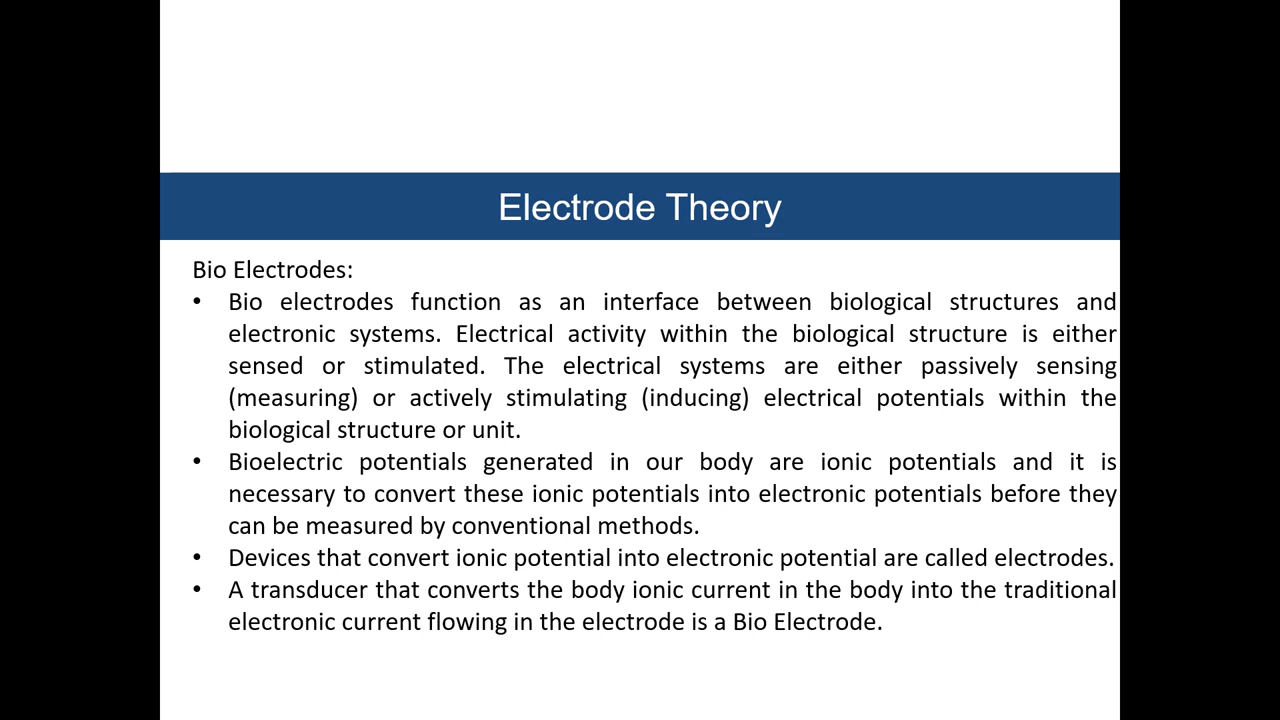 Electrode Theory
Bio Electrodes:
• Bio electrodes function as an interface between biological structures and
electronic systems. Electrical activity within the biological structure is either
sensed or stimulated. The electrical systems are either passively sensing
(measuring) or actively stimulating (inducing) electrical potentials within the
biological structure or unit.
• Bioelectric potentials generated in our body are ionic potentials and it is
necessary to convert these ionic potentials into electronic potentials before they
can be measured by conventional methods.
• Devices that convert ionic potential into electronic potential are called electrodes.
• A transducer that converts the body ionic current in the body into the traditional
electronic current flowing in the electrode is a Bio Electrode.